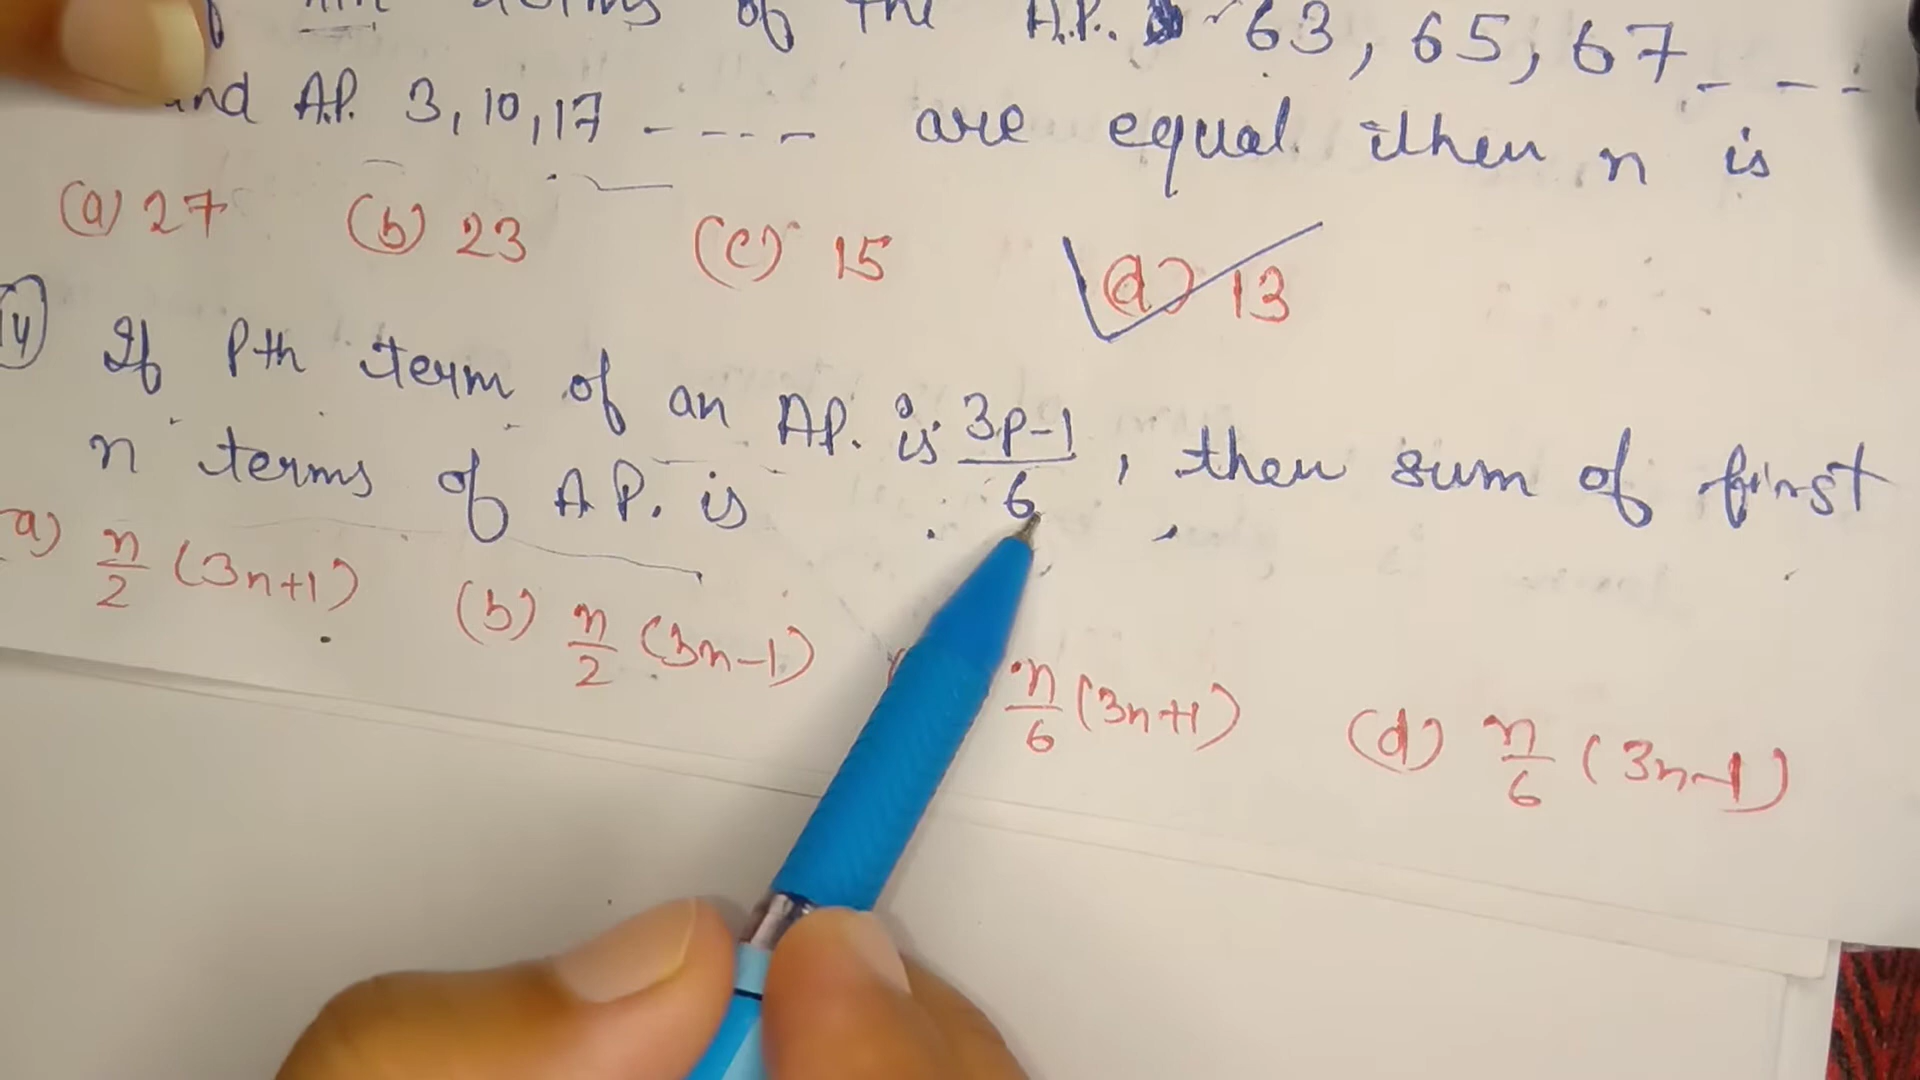 terms of the A.P. 63, 65, 67 - - -
and A.P. 3, 10, 17 - - - - are equal then n is
(a) 27 (b) 23 (c) 15 (d) 13
If Pth term of an AP. is (3P-1)/6, then sum of first
n terms of A.P. is
a) n/2 (3n+1) (b) n/2 (3n-1) n/6 (3n+1) (d) n/6 (3n-1)